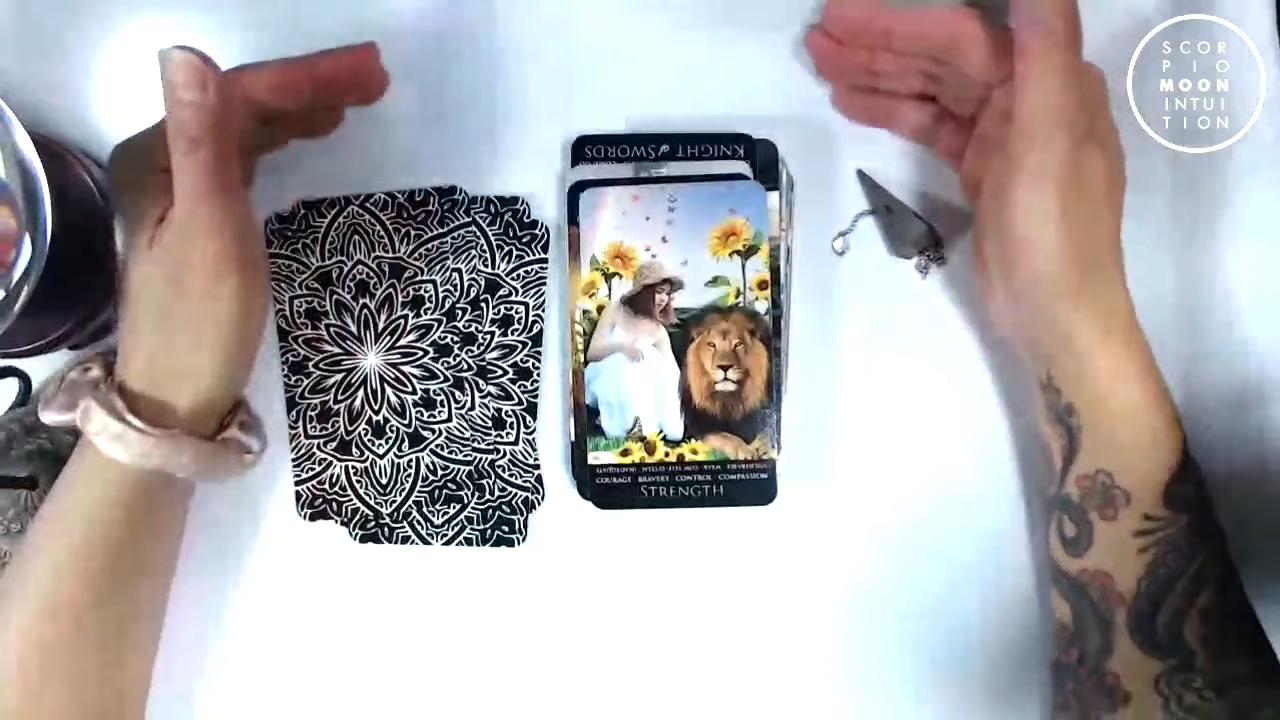 SCOR
PIO
MOON
INTUI
TION
KNIGHT of SWORDS
COURAGE BRAVERY CONTROL COMPASSION
STRENGTH